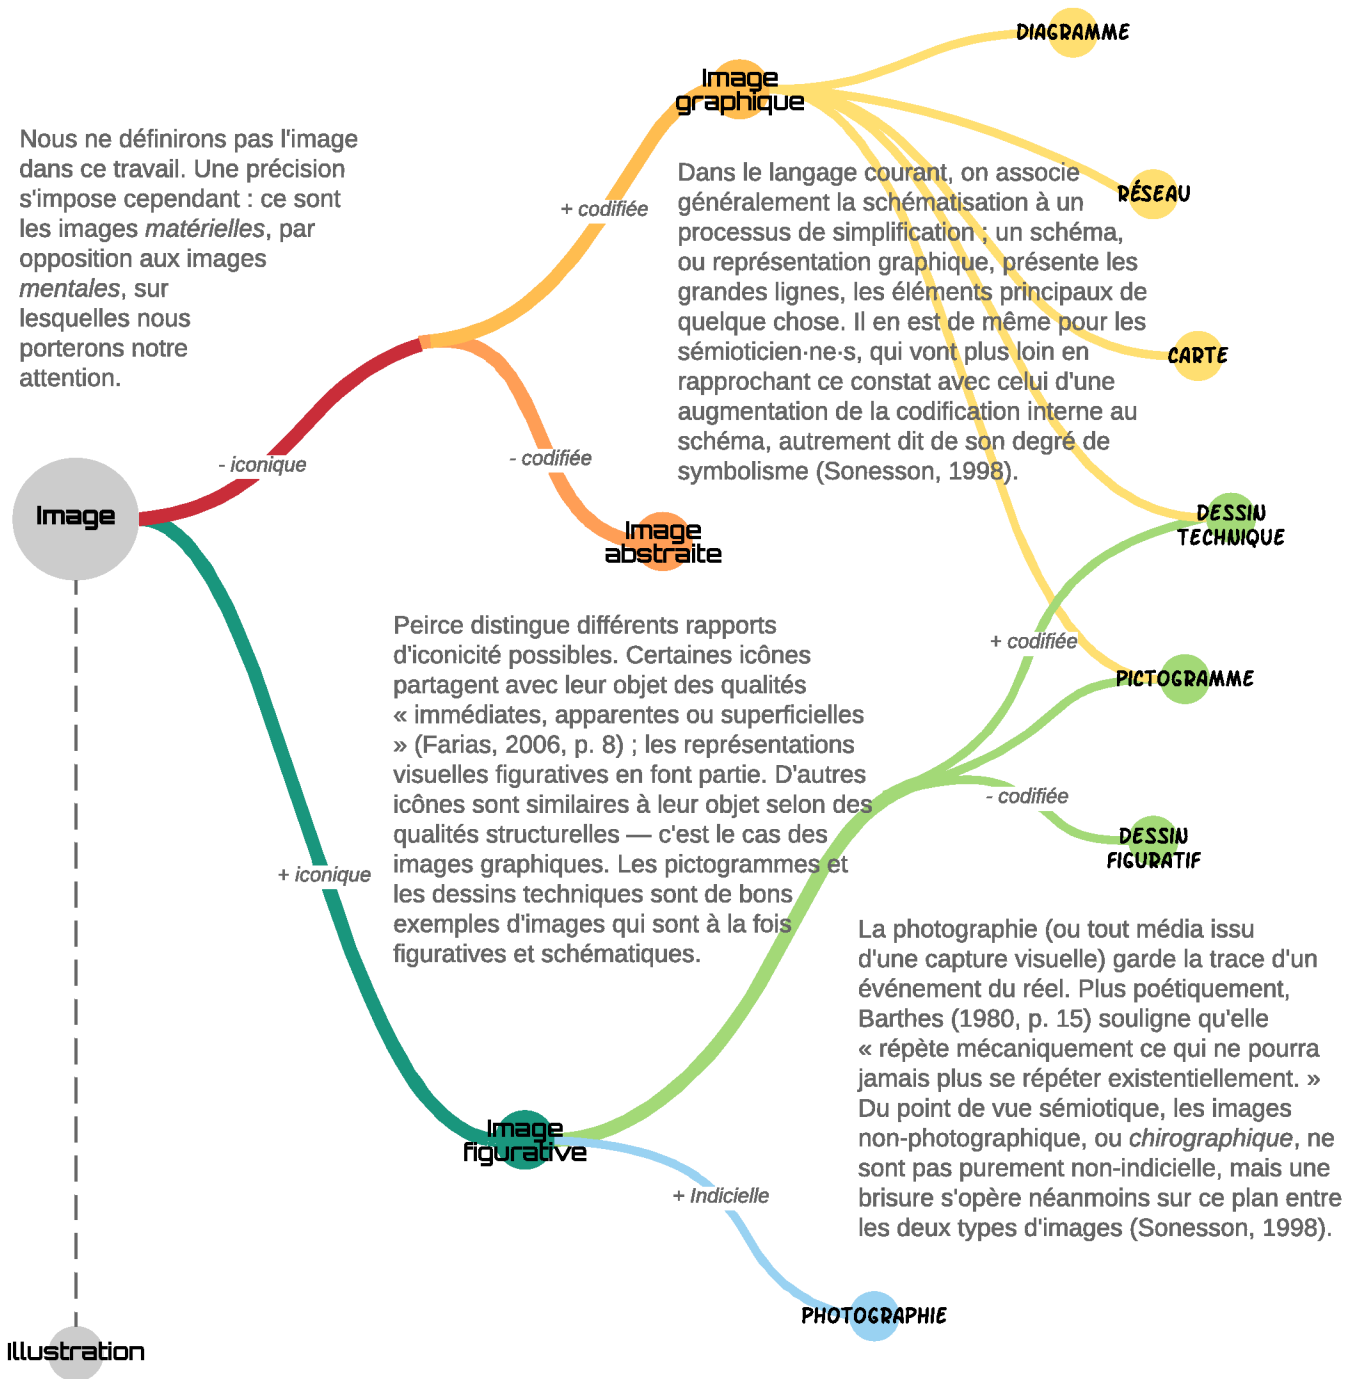 DIAGRAMME
Image
graphique
Nous ne définirons pas l'image
dans ce travail. Une précision
s'impose cependant : ce sont
les images matérielles, par
opposition aux images
mentales, sur
lesquelles nous
porterons notre
attention.
+ codifiée
Dans le langage courant, on associe
généralement la schématisation à un
processus de simplification ; un schéma,
ou représentation graphique, présente les
grandes lignes, les éléments principaux de
quelque chose. Il en est de même pour les
sémioticien·ne·s, qui vont plus loin en
rapprochant ce constat avec celui d'une
augmentation de la codification interne au
schéma, autrement dit de son degré de
symbolisme (Sonesson, 1998).
RÉSEAU
CARTE
- iconique
- codifiée
Image
Image
abstraite
DESSIN
TECHNIQUE
Peirce distingue différents rapports
d'iconicité possibles. Certaines icônes
partagent avec leur objet des qualités
« immédiates, apparentes ou superficielles
» (Farias, 2006, p. 8) ; les représentations
visuelles figuratives en font partie. D'autres
icônes sont similaires à leur objet selon des
qualités structurelles — c'est le cas des
images graphiques. Les pictogrammes et
les dessins techniques sont de bons
exemples d'images qui sont à la fois
figuratives et schématiques.
+ codifiée
PICTOGRAMME
- codifiée
DESSIN
FIGURATIF
+ iconique
La photographie (ou tout média issu
d'une capture visuelle) garde la trace d'un
événement du réel. Plus poétiquement,
Barthes (1980, p. 15) souligne qu'elle
« répète mécaniquement ce qui ne pourra
jamais plus se répéter existentiellement. »
Du point de vue sémiotique, les images
non-photographique, ou chirographique, ne
sont pas purement non-indicielle, mais une
brisure s'opère néanmoins sur ce plan entre
les deux types d'images (Sonesson, 1998).
Image
figurative
+ Indicielle
PHOTOGRAPHIE
Illustration